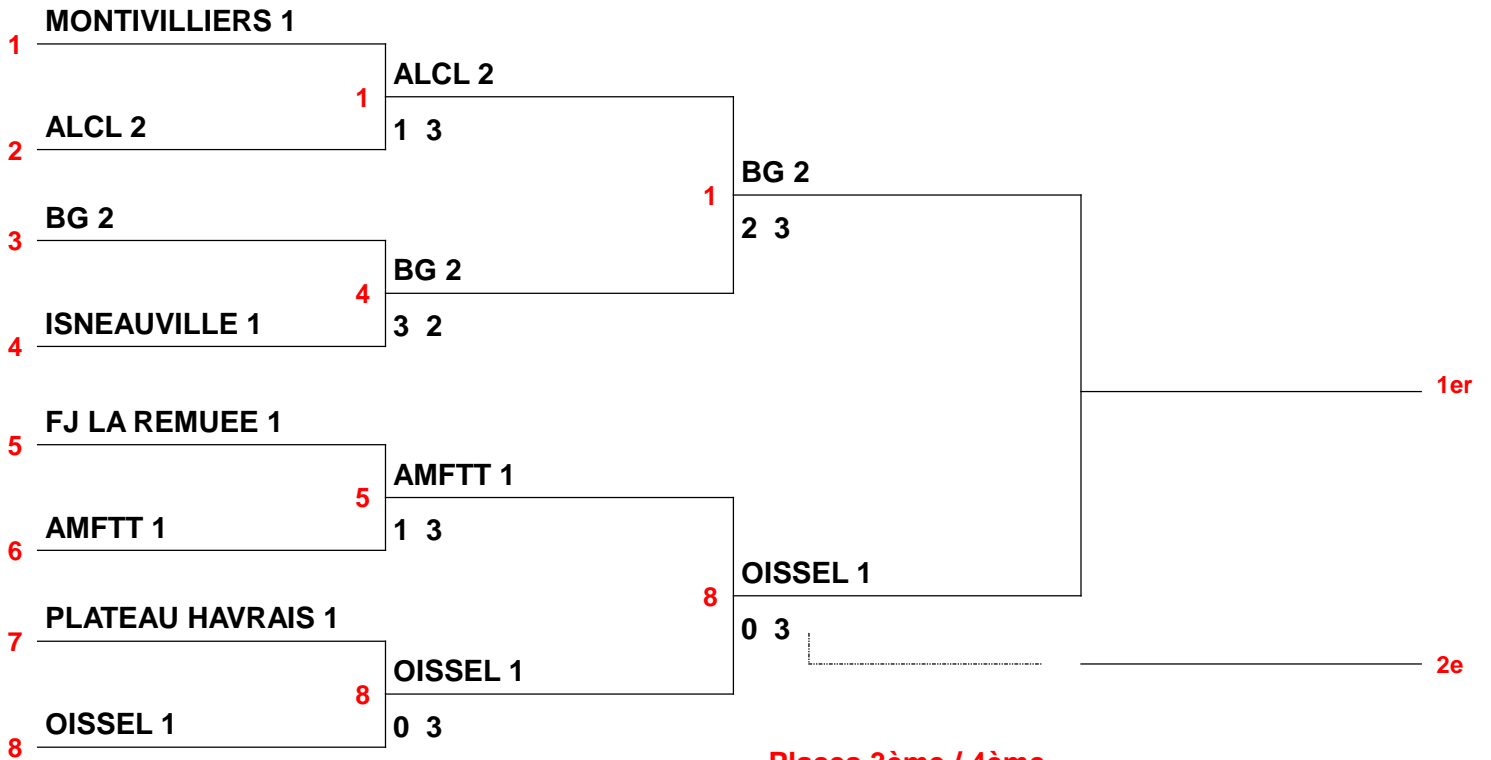 MONTIVILLIERS 1
1
ALCL 2
1
ALCL 2
1 3
2
BG 2
1
BG 2
2 3
3
BG 2
4
ISNEAUVILLE 1
3 2
4
1er
FJ LA REMUEE 1
5
AMFTT 1
5
AMFTT 1
1 3
6
OISSEL 1
8
PLATEAU HAVRAIS 1
0 3
7
OISSEL 1
2e
8
OISSEL 1
0 3
8
Places 3ème / 4ème